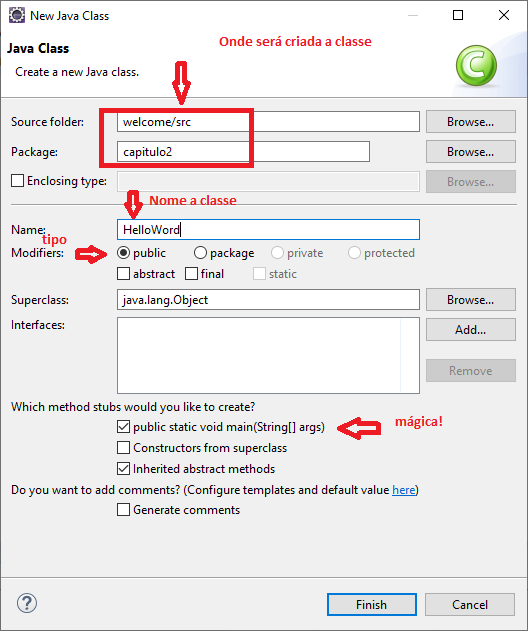 New Java Class
Onde será criada a classe
Java Class
Create a new Java class.
Source folder: welcome/src Browse...
Package: capitulo2 Browse...
Enclosing type: Browse...
Nome a classe
Name: HelloWord
tipo
Modifiers: public package private protected
abstract final static
Superclass: java.lang.Object Browse...
Interfaces: Add...
Remove
Which method stubs would you like to create?
public static void main(String[] args) mágica!
Constructors from superclass
Inherited abstract methods
Do you want to add comments? (Configure templates and default value here)
Generate comments
? Finish Cancel